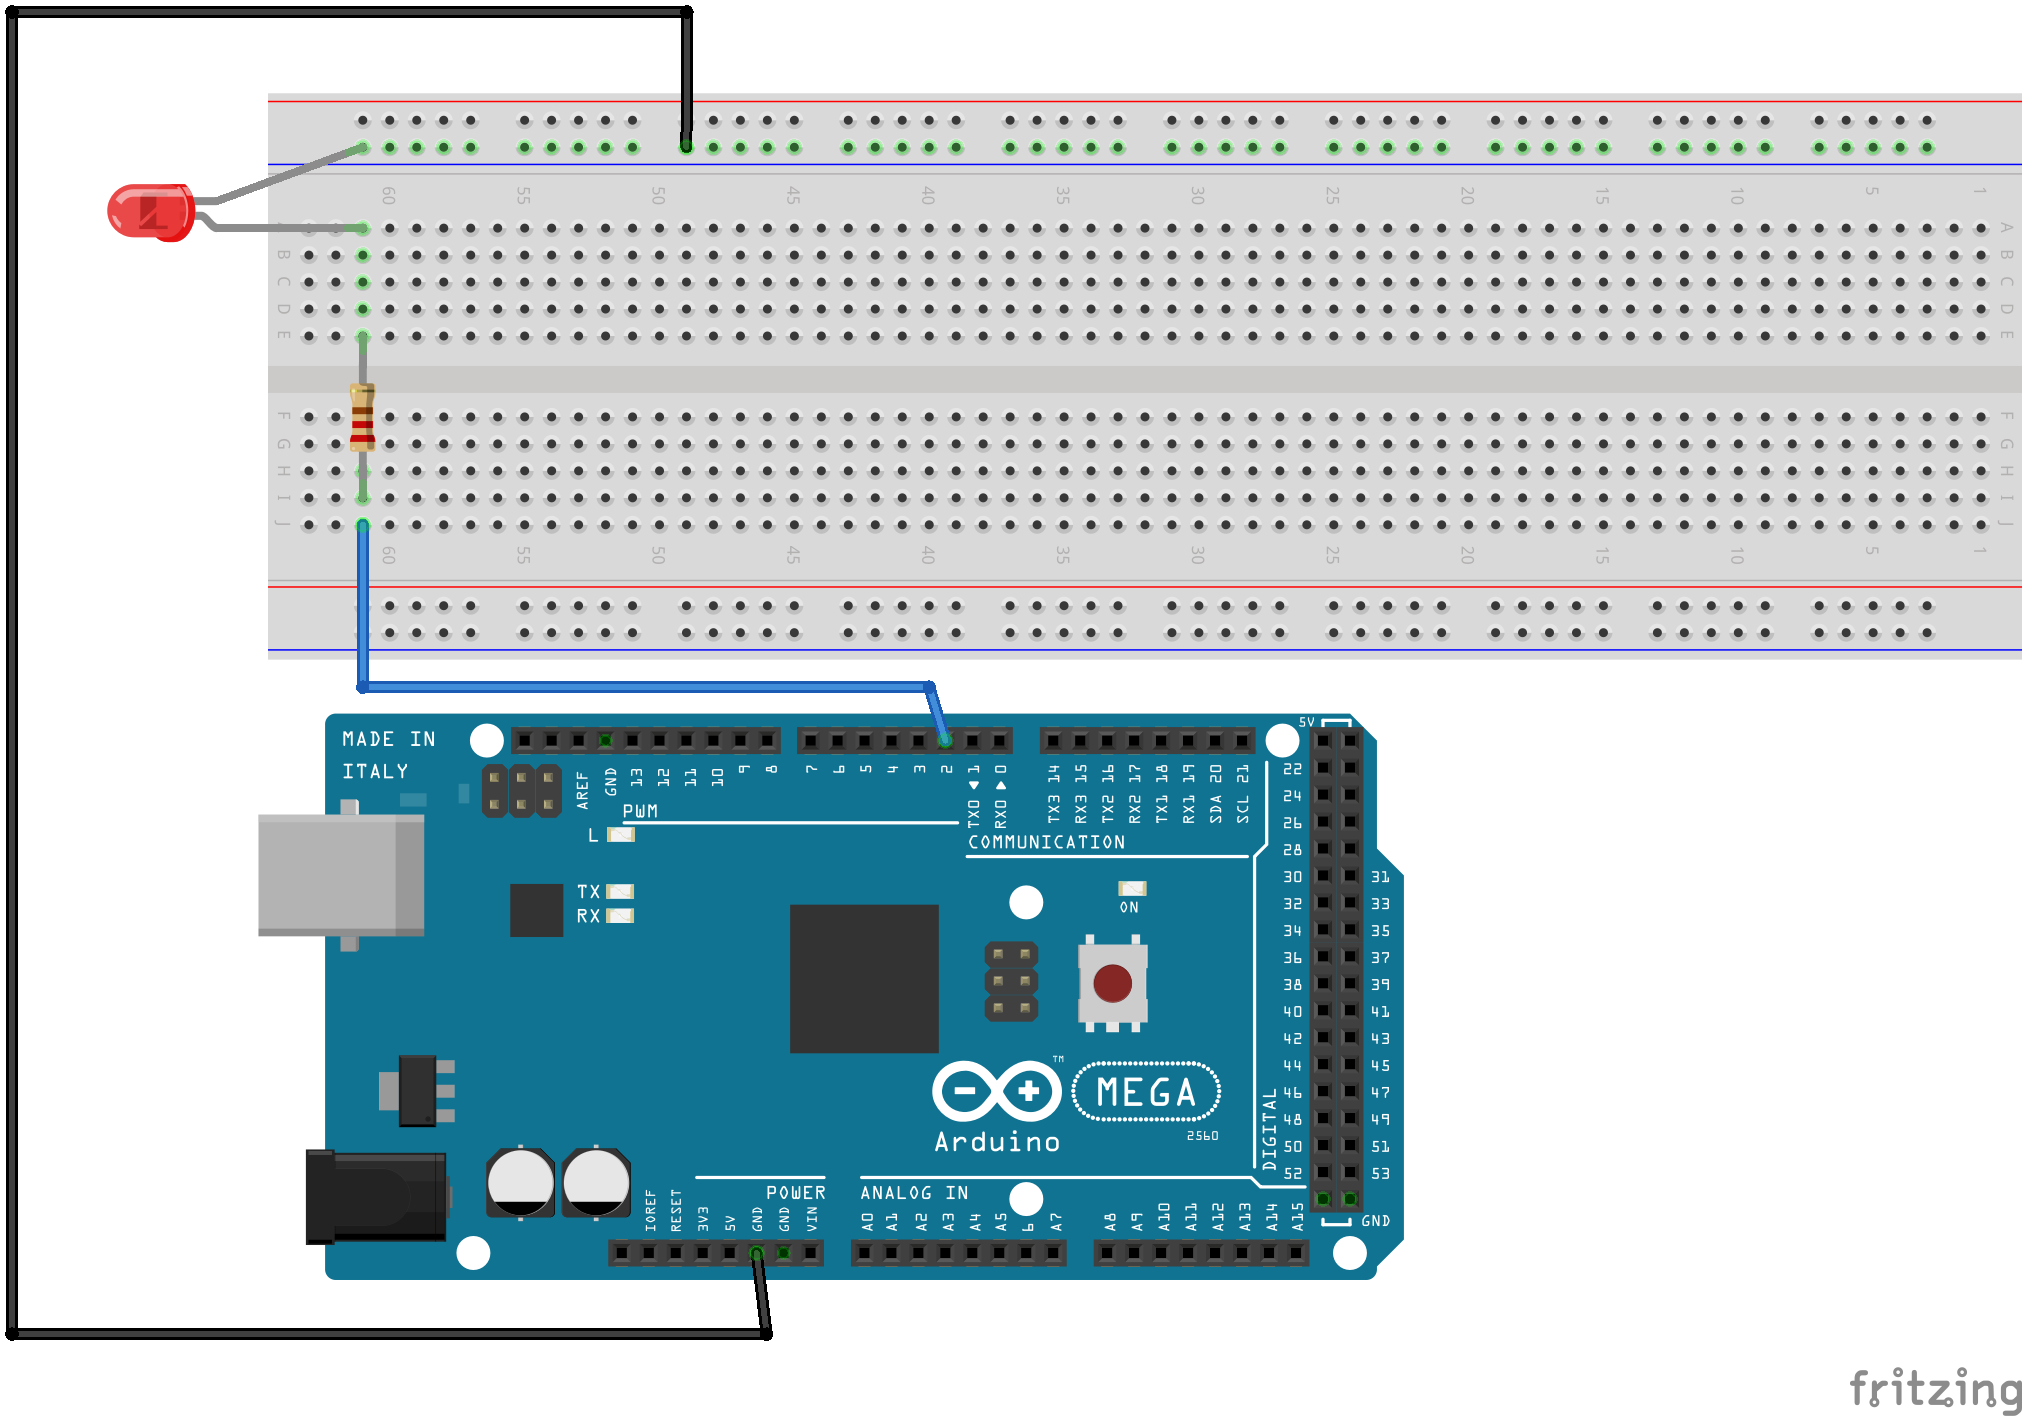 60 55 50 45 40 35 30 25 20 15 10 5 1
A A
B B
C C
D D
E E
F F
G G
H H
I I
J J
60 55 50 45 40 35 30 25 20 15 10 5 1
MADE IN
ITALY
AREF GND 13 12 11 10 9 8
7 6 5 4 3 2 TX0 1 RX0 0
TX3 14 RX3 15 TX2 16 RX2 17 TX1 18 RX1 19 SDA 20 SCL 21
5V
PWM
L
COMMUNICATION
TX
RX
ON
22
24
26
28
30 31
32 33
34 35
36 37
38 39
40 41
42 43
44 45
46 47
48 49
50 51
52 53
DIGITAL
GND
TM
MEGA
2560
Arduino
POWER
ANALOG IN
IOREF RESET 3V3 5V GND GND VIN
A0 A1 A2 A3 A4 A5 6 A7
A8 A9 A10 A11 A12 A13 A14 A15
fritzing